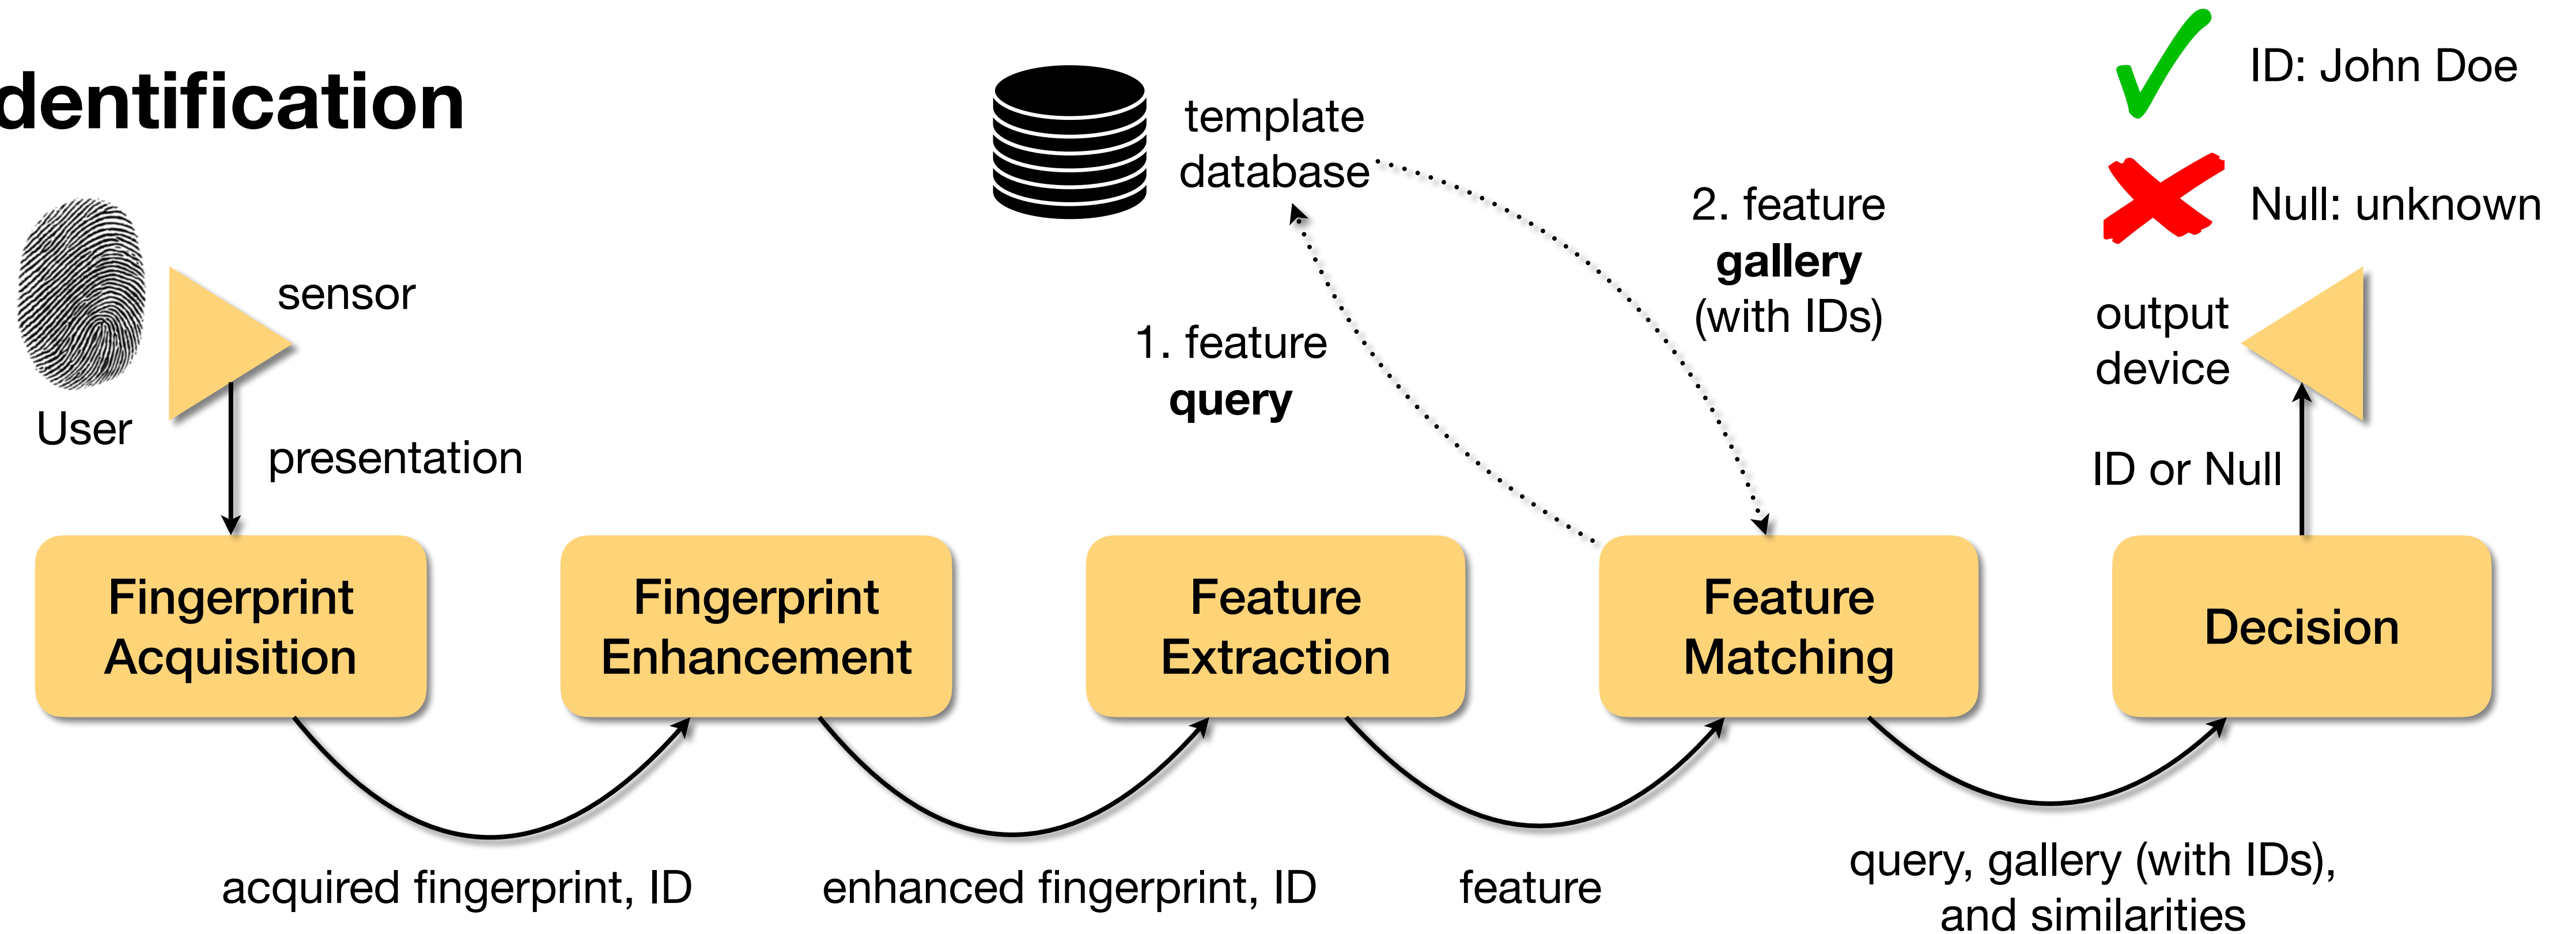 dentification
template
database
ID: John Doe
Null: unknown
sensor
User
presentation
1. feature
query
2. feature
gallery
(with IDs)
output
device
ID or Null
Fingerprint
Acquisition
Fingerprint
Enhancement
Feature
Extraction
Feature
Matching
Decision
acquired fingerprint, ID
enhanced fingerprint, ID
feature
query, gallery (with IDs),
and similarities